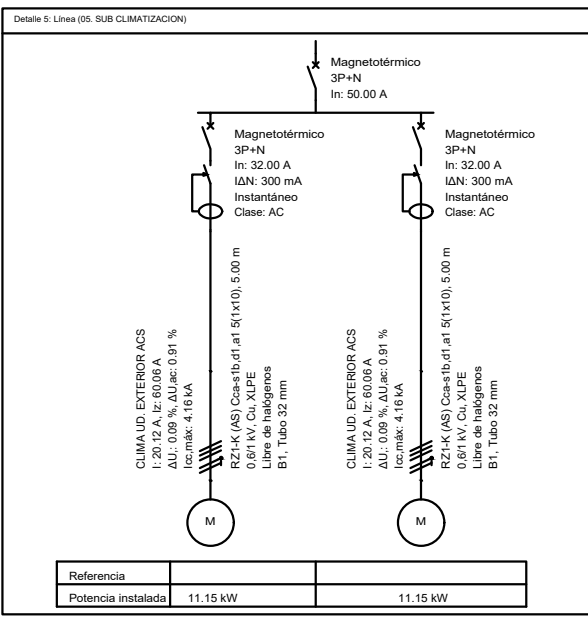 Detalle 5: Línea (05. SUB CLIMATIZACION)
Magnetotérmico
3P+N
In: 50.00 A
Magnetotérmico
3P+N
In: 32.00 A
IΔN: 300 mA
Instantáneo
Clase: AC
Magnetotérmico
3P+N
In: 32.00 A
IΔN: 300 mA
Instantáneo
Clase: AC
CLIMA UD. EXTERIOR ACS
I: 20.12 A, Iz: 60.06 A
ΔU,: 0.09 %, ΔU,ac: 0.91 %
Icc,máx: 4.16 kA
RZ1-K (AS) Cca-s1b,d1,a1 5(1x10), 5.00 m
0,6/1 kV, Cu, XLPE
Libre de halógenos
B1, Tubo 32 mm
CLIMA UD. EXTERIOR ACS
I: 20.12 A, Iz: 60.06 A
ΔU,: 0.09 %, ΔU,ac: 0.91 %
Icc,máx: 4.16 kA
RZ1-K (AS) Cca-s1b,d1,a1 5(1x10), 5.00 m
0,6/1 kV, Cu, XLPE
Libre de halógenos
B1, Tubo 32 mm
M
M
Referencia
Potencia instalada 11.15 kW 11.15 kW